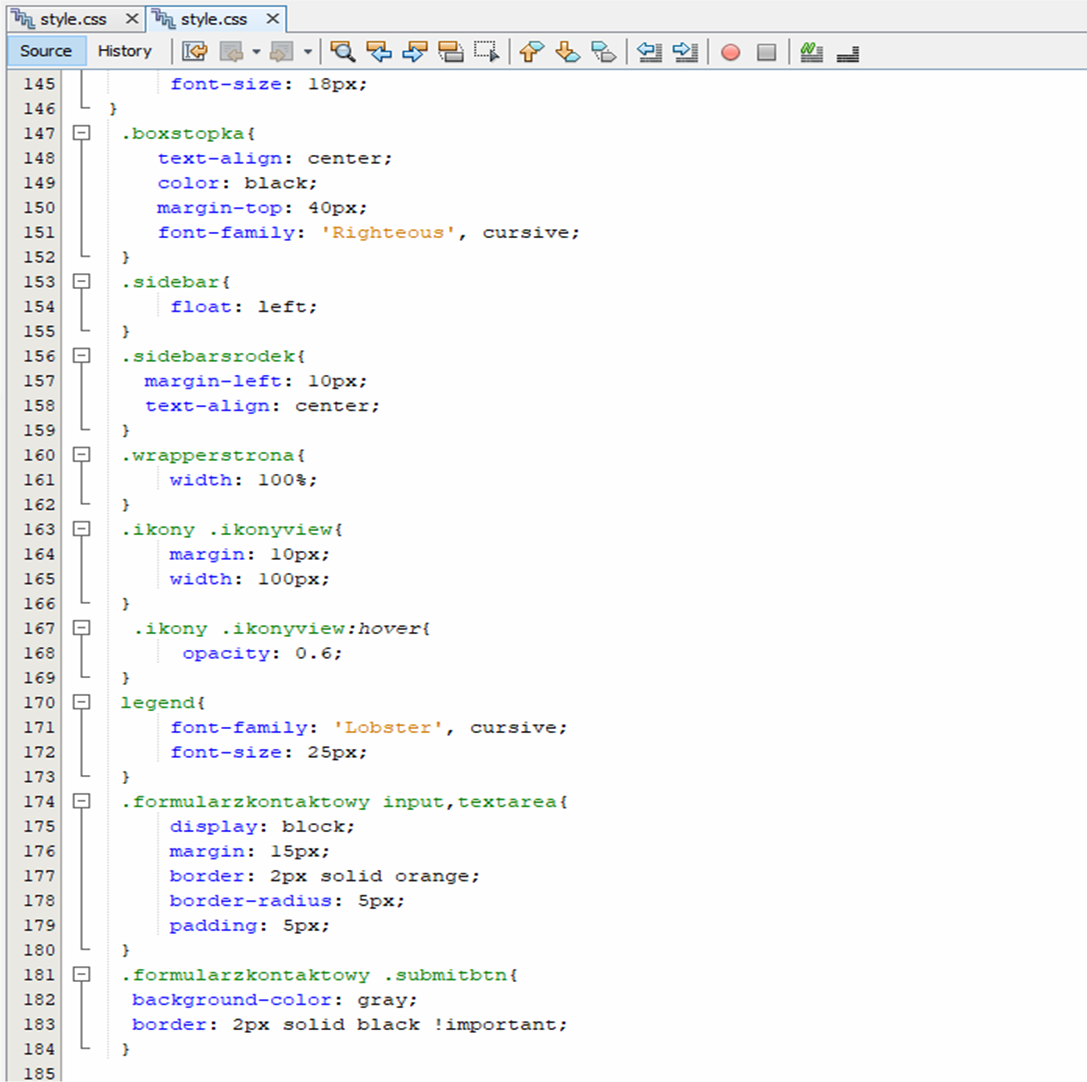 style.css style.css
Source History
145 font-size: 18px;
146 }
147 .boxstopka{
148 text-align: center;
149 color: black;
150 margin-top: 40px;
151 font-family: 'Righteous', cursive;
152 }
153 .sidebar{
154 float: left;
155 }
156 .sidebarsrodek{
157 margin-left: 10px;
158 text-align: center;
159 }
160 .wrapperstrona{
161 width: 100%;
162 }
163 .ikony .ikonyview{
164 margin: 10px;
165 width: 100px;
166 }
167 .ikony .ikonyview:hover{
168 opacity: 0.6;
169 }
170 legend{
171 font-family: 'Lobster', cursive;
172 font-size: 25px;
173 }
174 .formularzkontaktowy input,textarea{
175 display: block;
176 margin: 15px;
177 border: 2px solid orange;
178 border-radius: 5px;
179 padding: 5px;
180 }
181 .formularzkontaktowy .submitbtn{
182 background-color: gray;
183 border: 2px solid black !important;
184 }
185